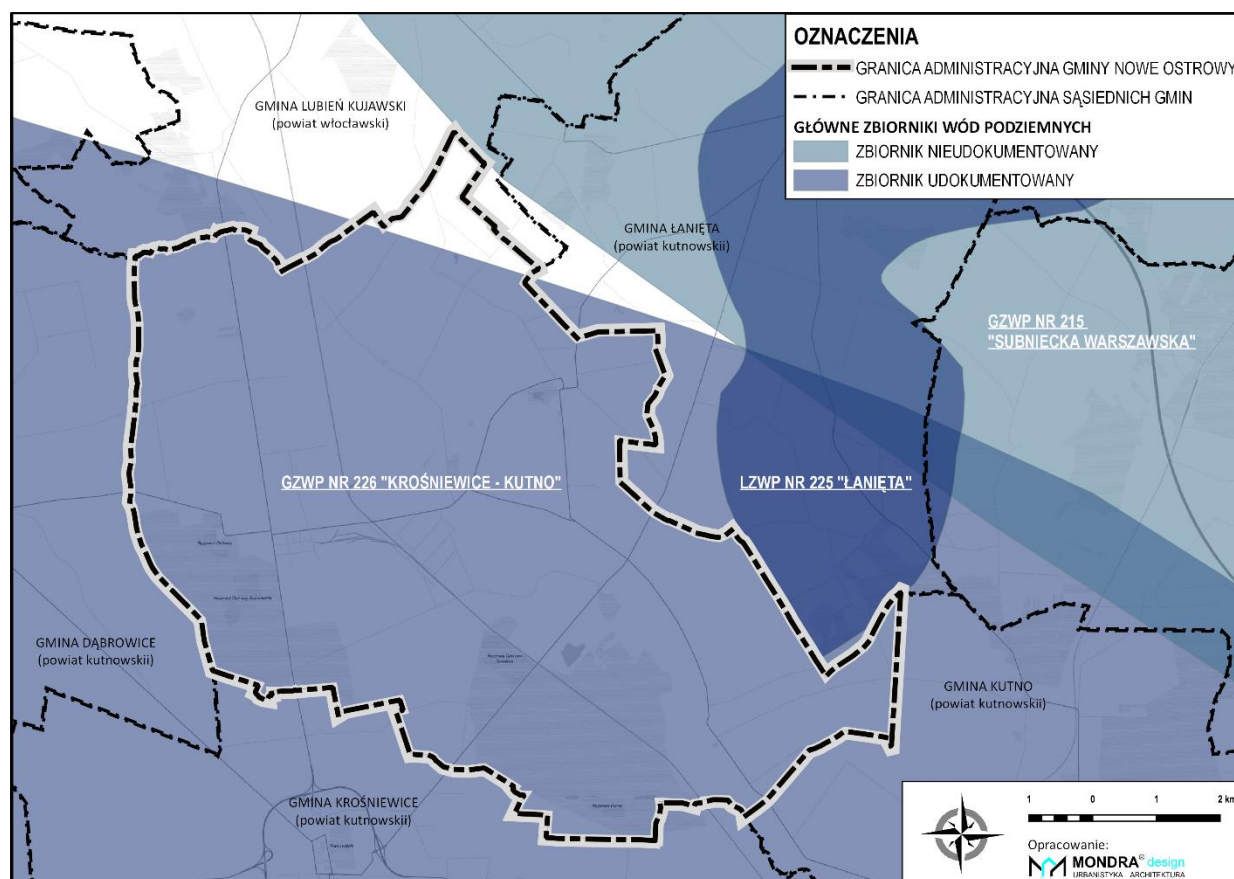 OZNACZENIA
GRANICA ADMINISTRACYJNA GMINY NOWE OSTROWY
GRANICA ADMINISTRACYJNA SĄSIEDNICH GMIN
GŁÓWNE ZBIORNIKI WÓD PODZIEMNYCH
ZBIORNIK NIEUDOKUMENTOWANY
ZBIORNIK UDOKUMENTOWANY
GMINA LUBIEŃ KUJAWSKI
(powiat włocławski)
GMINA ŁANIĘTA
(powiat kutnowskii)
GZWP NR 215
"SUBNIECKA WARSZAWSKA"
GZWP NR 226 "KROŚNIEWICE - KUTNO"
LZWP NR 225 "ŁANIĘTA"
GMINA DĄBROWICE
(powiat kutnowskii)
GMINA KUTNO
(powiat kutnowskii)
GMINA KROŚNIEWICE
(powiat kutnowskii)
1 0 1 2 km
Opracowanie:
MONDRA® design
URBANISTYKA ARCHITEKTURA